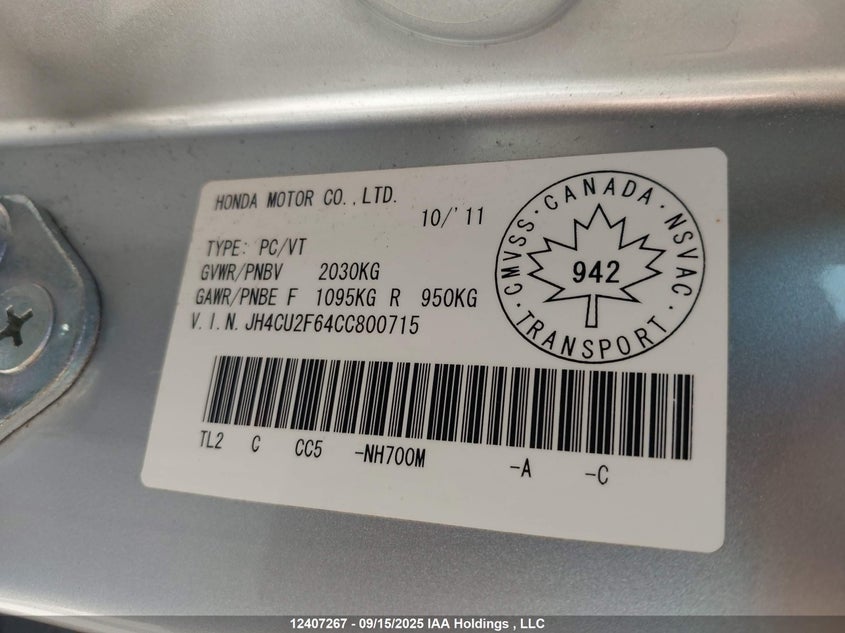 HONDA MOTOR CO.,LTD.
10/'11
TYPE: PC/VT
GVWR/PNBV 2030KG
GAWR/PNBE F 1095KG R 950KG
V.I.N. JH4CU2F64CC800715
CMVSS · CANADA · NSVAC · TRANSPORT ·
942
TL2 C CC5 -NH700M -A -C
12407267 - 09/15/2025 IAA Holdings , LLC